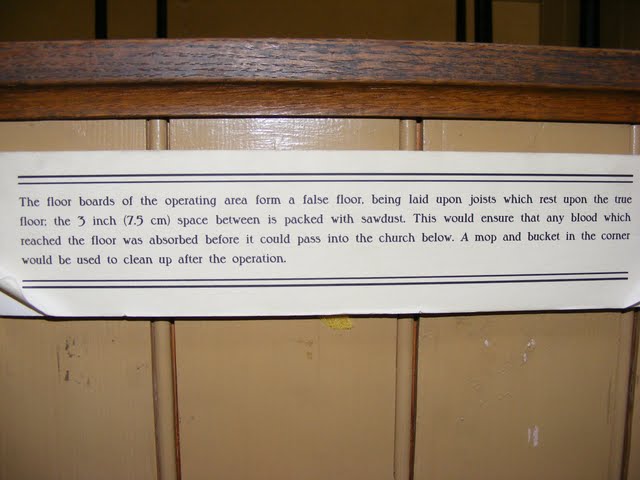 The floor boards of the operating area form a false floor, being laid upon joists which rest upon the true
floor; the 3 inch (7.5 cm) space between is packed with sawdust. This would ensure that any blood which
reached the floor was absorbed before it could pass into the church below. A mop and bucket in the corner
would be used to clean up after the operation.